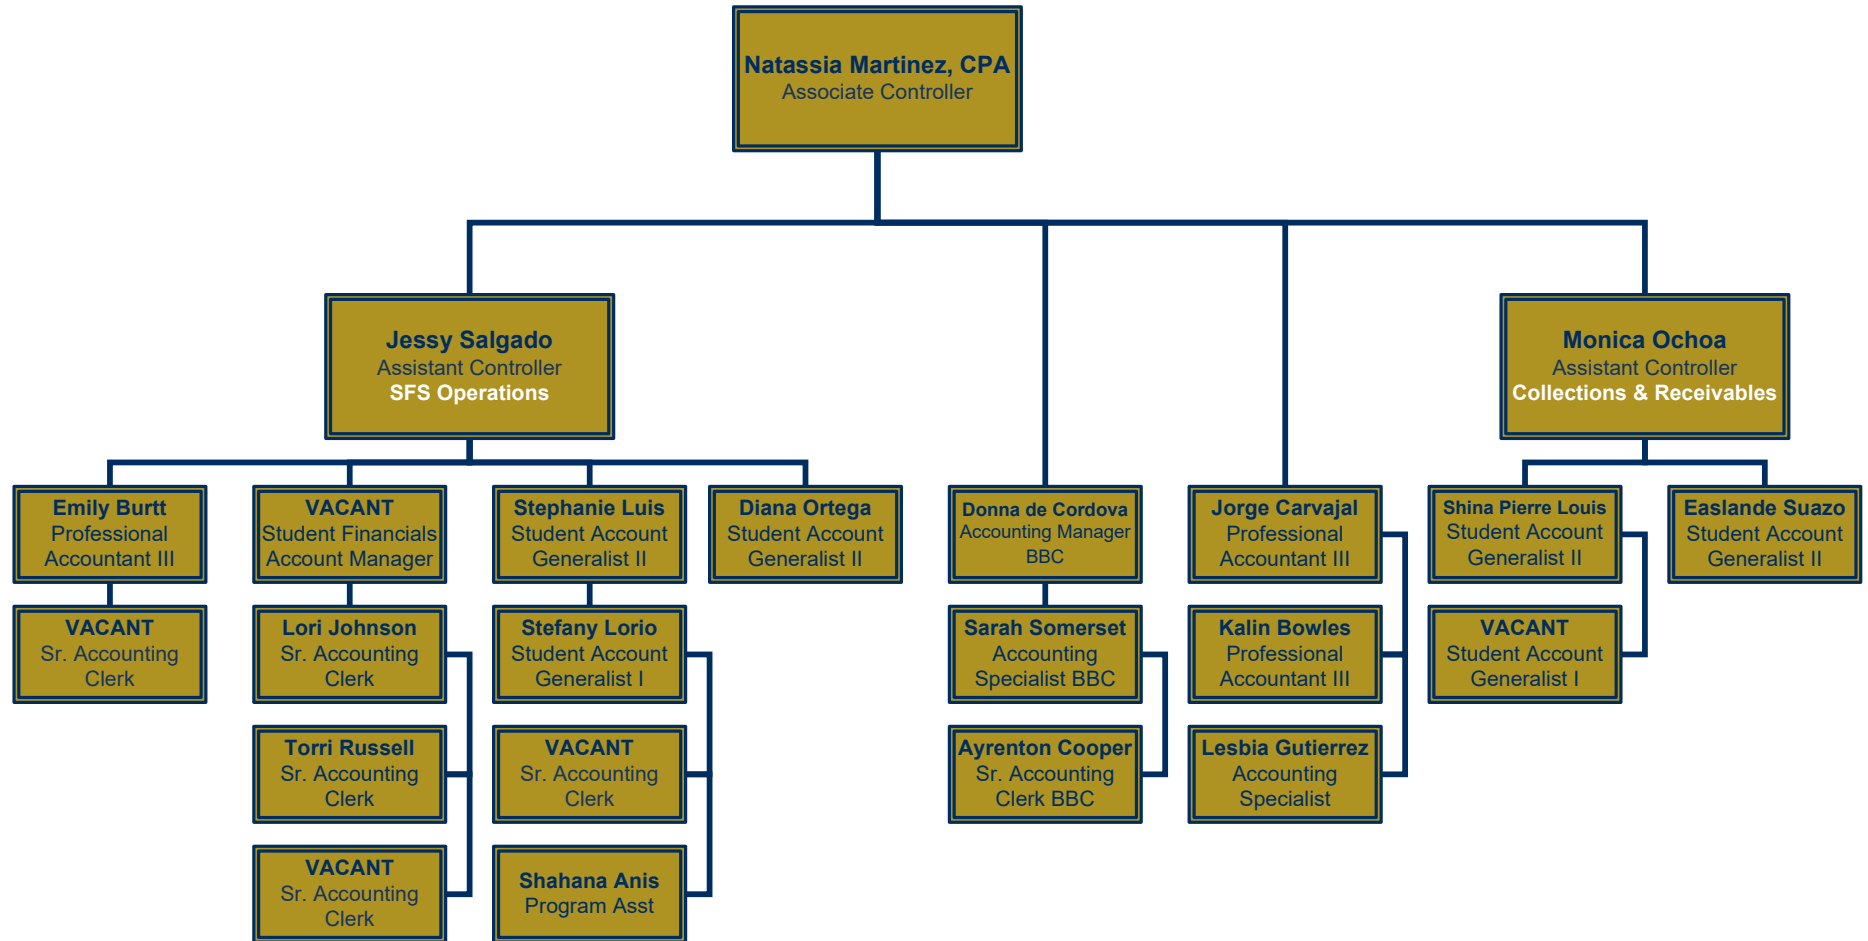 Natassia Martinez, CPA
Associate Controller
Jessy Salgado
Assistant Controller
SFS Operations
Monica Ochoa
Assistant Controller
Collections & Receivables
Emily Burtt
Professional
Accountant III
VACANT
Student Financials
Account Manager
Stephanie Luis
Student Account
Generalist II
Diana Ortega
Student Account
Generalist II
Donna de Cordova
Accounting Manager
BBC
Jorge Carvajal
Professional
Accountant III
Shina Pierre Louis
Student Account
Generalist II
Easlande Suazo
Student Account
Generalist II
VACANT
Sr. Accounting
Clerk
Lori Johnson
Sr. Accounting
Clerk
Stefany Lorio
Student Account
Generalist I
Sarah Somerset
Accounting
Specialist BBC
Kalin Bowles
Professional
Accountant III
VACANT
Student Account
Generalist I
Torri Russell
Sr. Accounting
Clerk
VACANT
Sr. Accounting
Clerk
Ayrenton Cooper
Sr. Accounting
Clerk BBC
Lesbia Gutierrez
Accounting
Specialist
VACANT
Sr. Accounting
Clerk
Shahana Anis
Program Asst